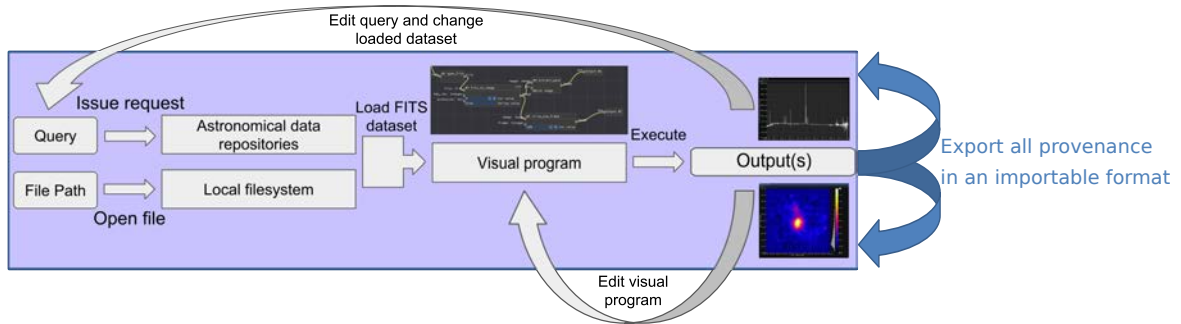 Edit query and change
loaded dataset
Issue request
Load FITS
dataset
Query
Astronomical data
repositories
Execute
Visual program
Output(s)
Export all provenance
in an importable format
File Path
Local filesystem
Open file
Edit visual
program